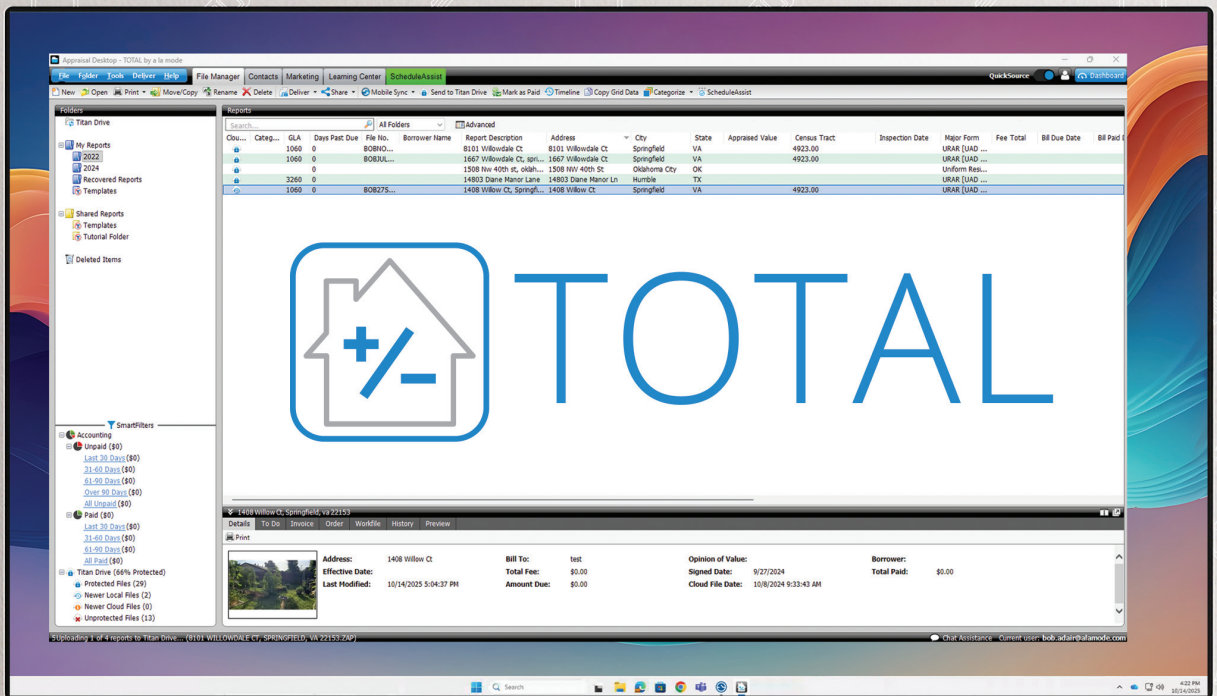 Appraisal Desktop - TOTAL by a la mode
File Folder Tools Deliver Help File Manager Contacts Marketing Learning Center ScheduleAssist QuickSource Dashboard
New Open Print Move/Copy Rename Delete Deliver Share Mobile Sync Send to Titan Drive Mark as Paid Timeline Copy Grid Data Categorize ScheduleAssist
Folders
Titan Drive
My Reports
2022
2024
Recovered Reports
Templates
Shared Reports
Templates
Tutorial Folder
Deleted Items
Reports
Search... All Folders Advanced
Clou... Categ... GLA Days Past Due File No. Borrower Name Report Description Address City State Appraised Value Census Tract Inspection Date Major Form Fee Total Bill Due Date Bill Paid
1060 0 BOBNO... 8101 Willowdale Ct 8101 Willowdale Ct Springfield VA 4923.00 URAR [UAD ...
1060 0 BOBJUL... 1667 Willowdale Ct, spri... 1667 Willowdale Ct Springfield VA 4923.00 URAR [UAD ...
0 1508 NW 40th st, oklah... 1508 NW 40th St Oklahoma City OK Uniform Resi...
3260 0 14803 Diane Manor Lane 14803 Diane Manor Ln Humble TX URAR [UAD ...
1060 0 BOB27S... 1408 Willow Ct, Springfi... 1408 Willow Ct Springfield VA 4923.00 URAR [UAD ...
+/- TOTAL
SmartFilters
Accounting
Unpaid ($0)
Last 30 Days ($0)
31-60 Days ($0)
61-90 Days ($0)
Over 90 Days ($0)
All Unpaid ($0)
Paid ($0)
Last 30 Days ($0)
31-60 Days ($0)
61-90 Days ($0)
All Paid ($0)
Titan Drive (66% Protected)
Protected Files (29)
Newer Local Files (2)
Newer Cloud Files (0)
Unprotected Files (13)
1408 Willow Ct, Springfield, va 22153
Details To Do Invoice Order Workfile History Preview
Print
Address: 1408 Willow Ct Bill To: test Opinion of Value: Borrower:
Effective Date: Total Fee: $0.00 Signed Date: 9/27/2024 Total Paid: $0.00
Last Modified: 10/14/2025 5:04:37 PM Amount Due: $0.00 Cloud File Date: 10/8/2024 9:33:43 AM
5Uploading 1 of 4 reports to Titan Drive... (8101 WILLOWDALE CT, SPRINGFIELD, VA 22153.ZAP) Chat Assistance Current user: bob.adair@alamode.com
Search 4:22 PM
10/14/2025